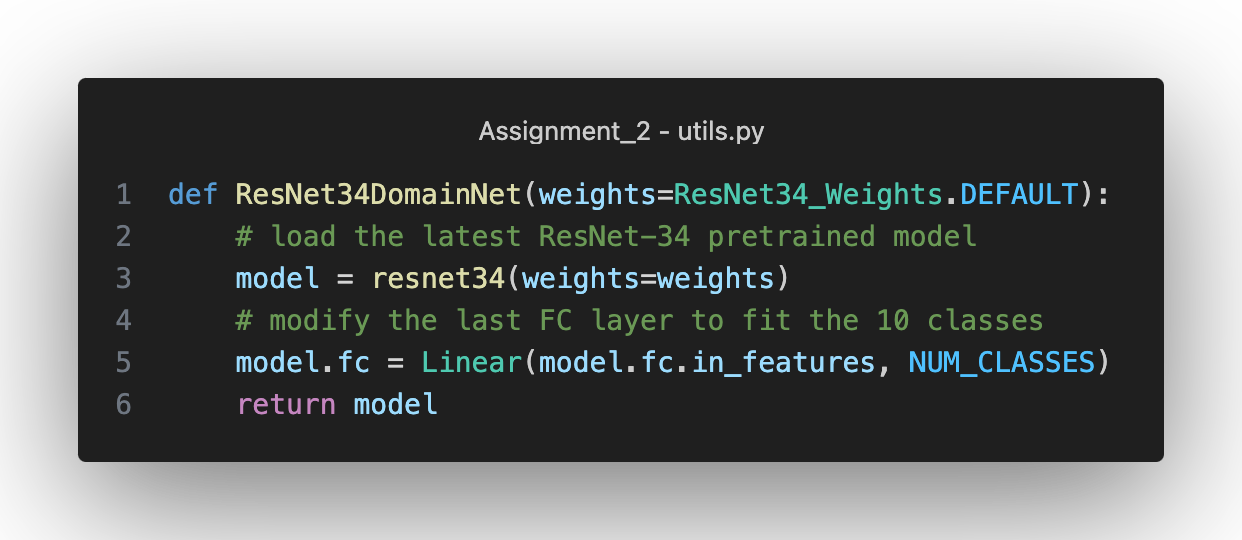 Assignment_2 - utils.py
1 def ResNet34DomainNet(weights=ResNet34_Weights.DEFAULT):
2     # load the latest ResNet-34 pretrained model
3     model = resnet34(weights=weights)
4     # modify the last FC layer to fit the 10 classes
5     model.fc = Linear(model.fc.in_features, NUM_CLASSES)
6     return model